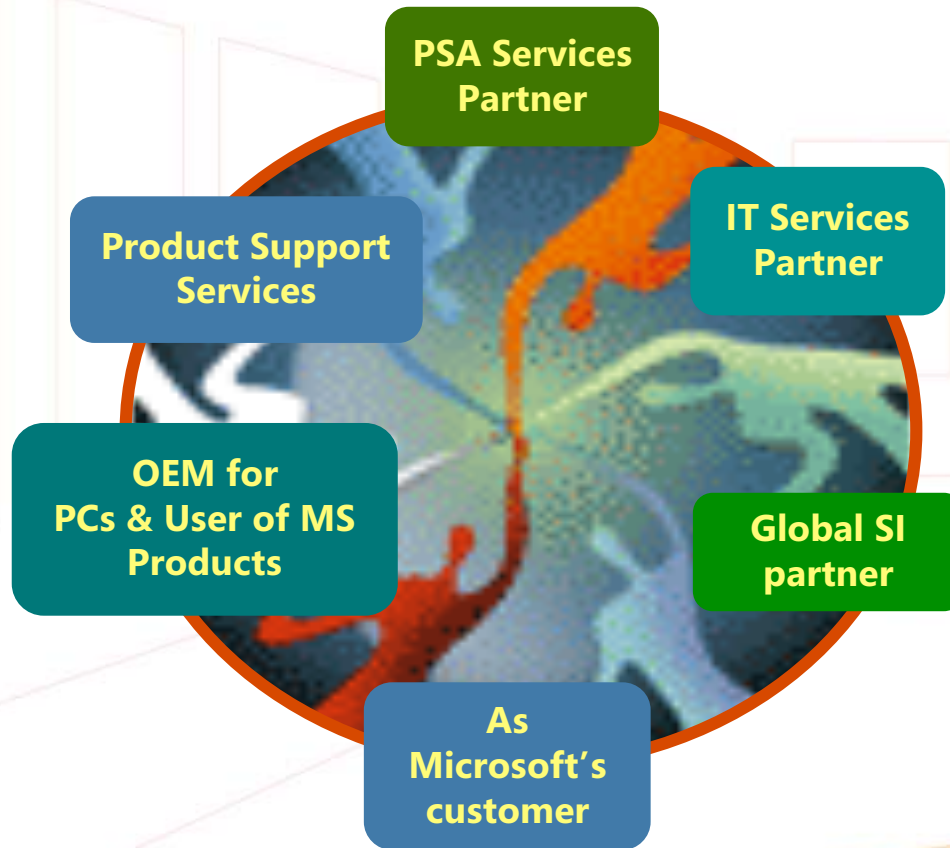 PSA Services
Partner
IT Services
Partner
Product Support
Services
OEM for
PCs & User of MS
Products
Global SI
partner
As
Microsoft’s
customer